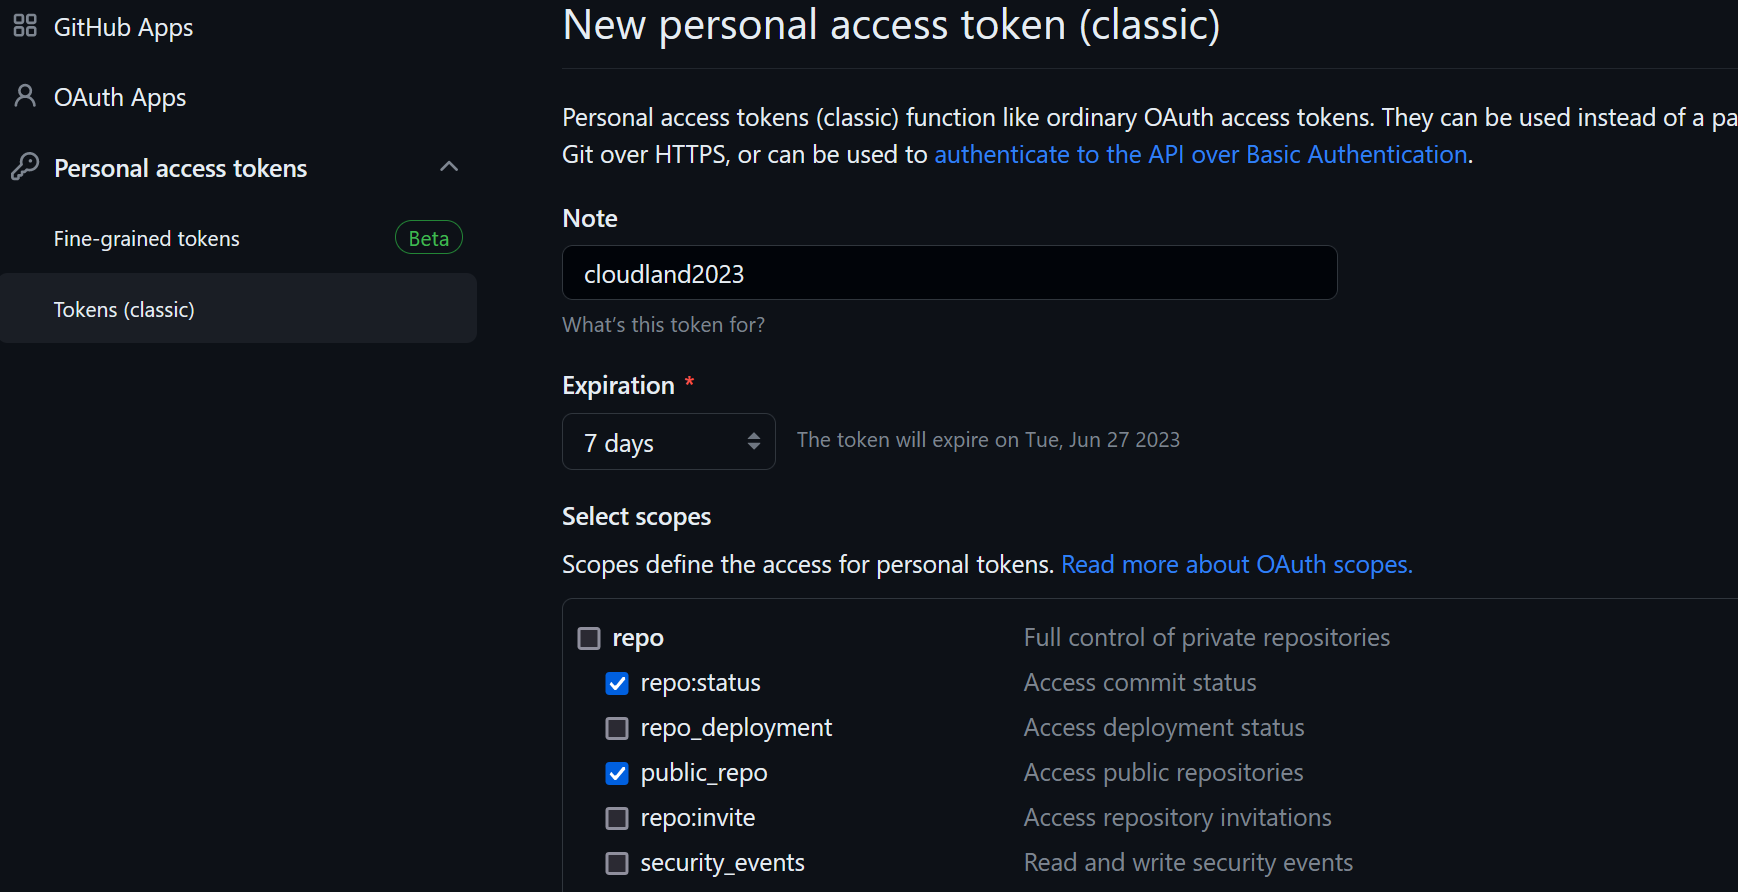 GitHub Apps
OAuth Apps
Personal access tokens
Fine-grained tokens Beta
Tokens (classic)
New personal access token (classic)
Personal access tokens (classic) function like ordinary OAuth access tokens. They can be used instead of a pa
Git over HTTPS, or can be used to authenticate to the API over Basic Authentication.
Note
cloudland2023
What's this token for?
Expiration *
7 days The token will expire on Tue, Jun 27 2023
Select scopes
Scopes define the access for personal tokens. Read more about OAuth scopes.
repo Full control of private repositories
repo:status Access commit status
repo_deployment Access deployment status
public_repo Access public repositories
repo:invite Access repository invitations
security_events Read and write security events